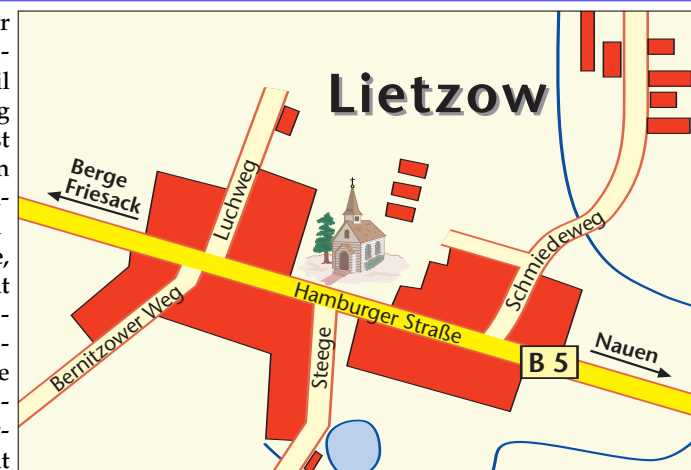 Lietzow
Berge
Friesack
Luchweg
Schmiedeweg
Bernitzower Weg
Hamburger Straße
Steege
B 5
Nauen